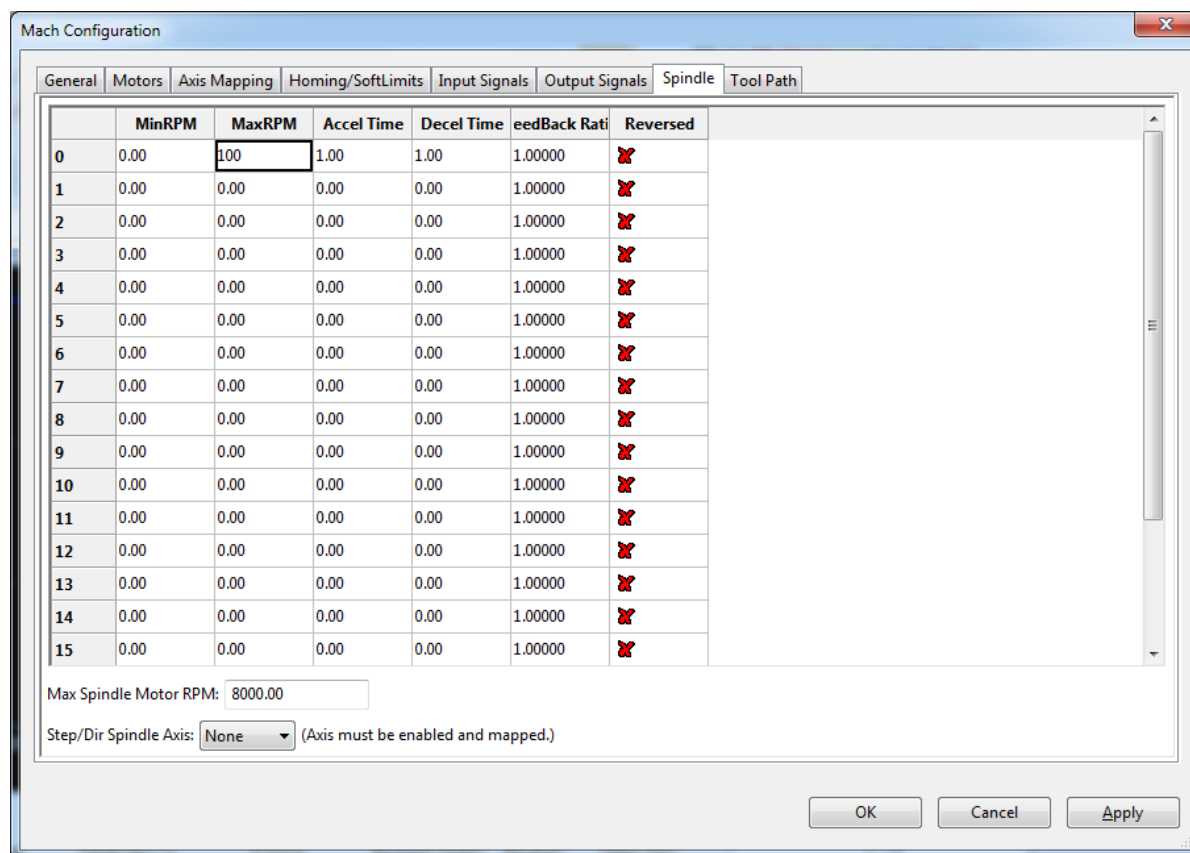 Mach Configuration
General Motors Axis Mapping Homing/SoftLimits Input Signals Output Signals Spindle Tool Path
MinRPM MaxRPM Accel Time Decel Time eedBack Rati Reversed
0 0.00 100 1.00 1.00 1.00000
1 0.00 0.00 0.00 0.00 1.00000
2 0.00 0.00 0.00 0.00 1.00000
3 0.00 0.00 0.00 0.00 1.00000
4 0.00 0.00 0.00 0.00 1.00000
5 0.00 0.00 0.00 0.00 1.00000
6 0.00 0.00 0.00 0.00 1.00000
7 0.00 0.00 0.00 0.00 1.00000
8 0.00 0.00 0.00 0.00 1.00000
9 0.00 0.00 0.00 0.00 1.00000
10 0.00 0.00 0.00 0.00 1.00000
11 0.00 0.00 0.00 0.00 1.00000
12 0.00 0.00 0.00 0.00 1.00000
13 0.00 0.00 0.00 0.00 1.00000
14 0.00 0.00 0.00 0.00 1.00000
15 0.00 0.00 0.00 0.00 1.00000
Max Spindle Motor RPM: 8000.00
Step/Dir Spindle Axis: None (Axis must be enabled and mapped.)
OK Cancel Apply